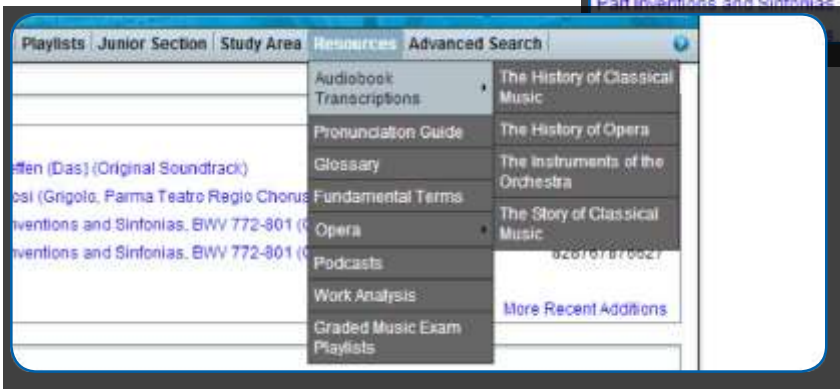 Part Inventions and Sinfonias
Playlists Junior Section Study Area Resources Advanced Search
Audiobook
Transcriptions
The History of Classical
Music
Pronunciation Guide
The History of Opera
Glossary
The Instruments of the
Orchestra
Fundamental Terms
The Story of Classical
Music
Opera
Podcasts
Work Analysis
Graded Music Exam
Playlists
effen (Das) (Original Soundtrack)
osi (Grigolo, Parma Teatro Regio Chorus
nventions and Sinfonias, BWV 772-801 (
nventions and Sinfonias, BWV 772-801 (
More Recent Additions